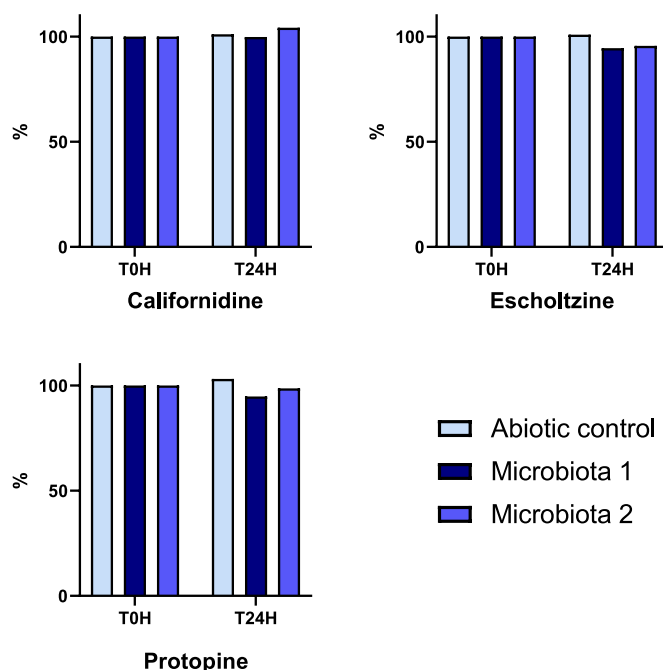 100
50
0
%
T0H
T24H
Californidine
100
50
0
%
T0H
T24H
Escholtzine
100
50
0
%
T0H
T24H
Protopine
Abiotic control
Microbiota 1
Microbiota 2